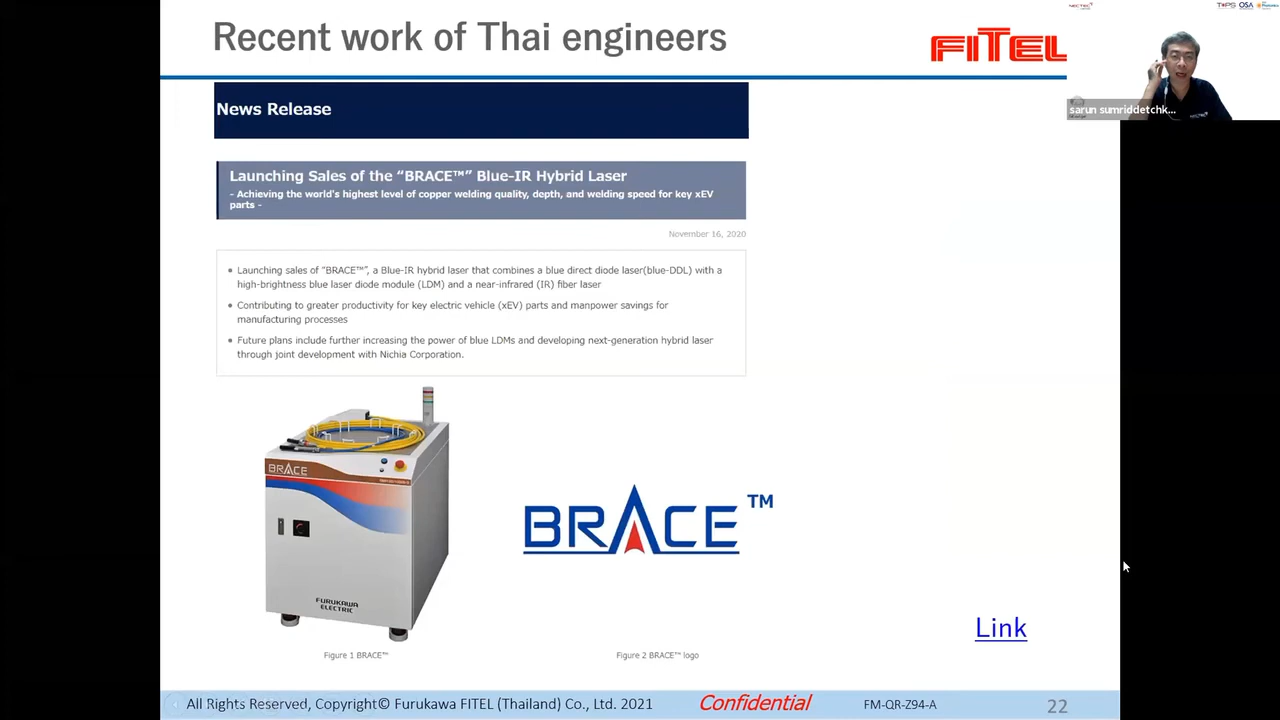 Recent work of Thai engineers
FITEL
NECTEC
TOPS OSA
sarun sumriddetchk...
News Release
Launching Sales of the “BRACE™” Blue-IR Hybrid Laser
- Achieving the world's highest level of copper welding quality, depth, and welding speed for key xEV
parts -
November 16, 2020
Launching sales of “BRACE™”, a Blue-IR hybrid laser that combines a blue direct diode laser(blue-DDL) with a
high-brightness blue laser diode module (LDM) and a near-infrared (IR) fiber laser
Contributing to greater productivity for key electric vehicle (xEV) parts and manpower savings for
manufacturing processes
Future plans include further increasing the power of blue LDMs and developing next-generation hybrid laser
through joint development with Nichia Corporation.
BRACE
FURUKAWA
ELECTRIC
BRACE™
Link
Figure 1 BRACE™
Figure 2 BRACE™ logo
All Rights Reserved, Copyright© Furukawa FITEL (Thailand) Co., Ltd. 2021
Confidential
FM-QR-Z94-A
22